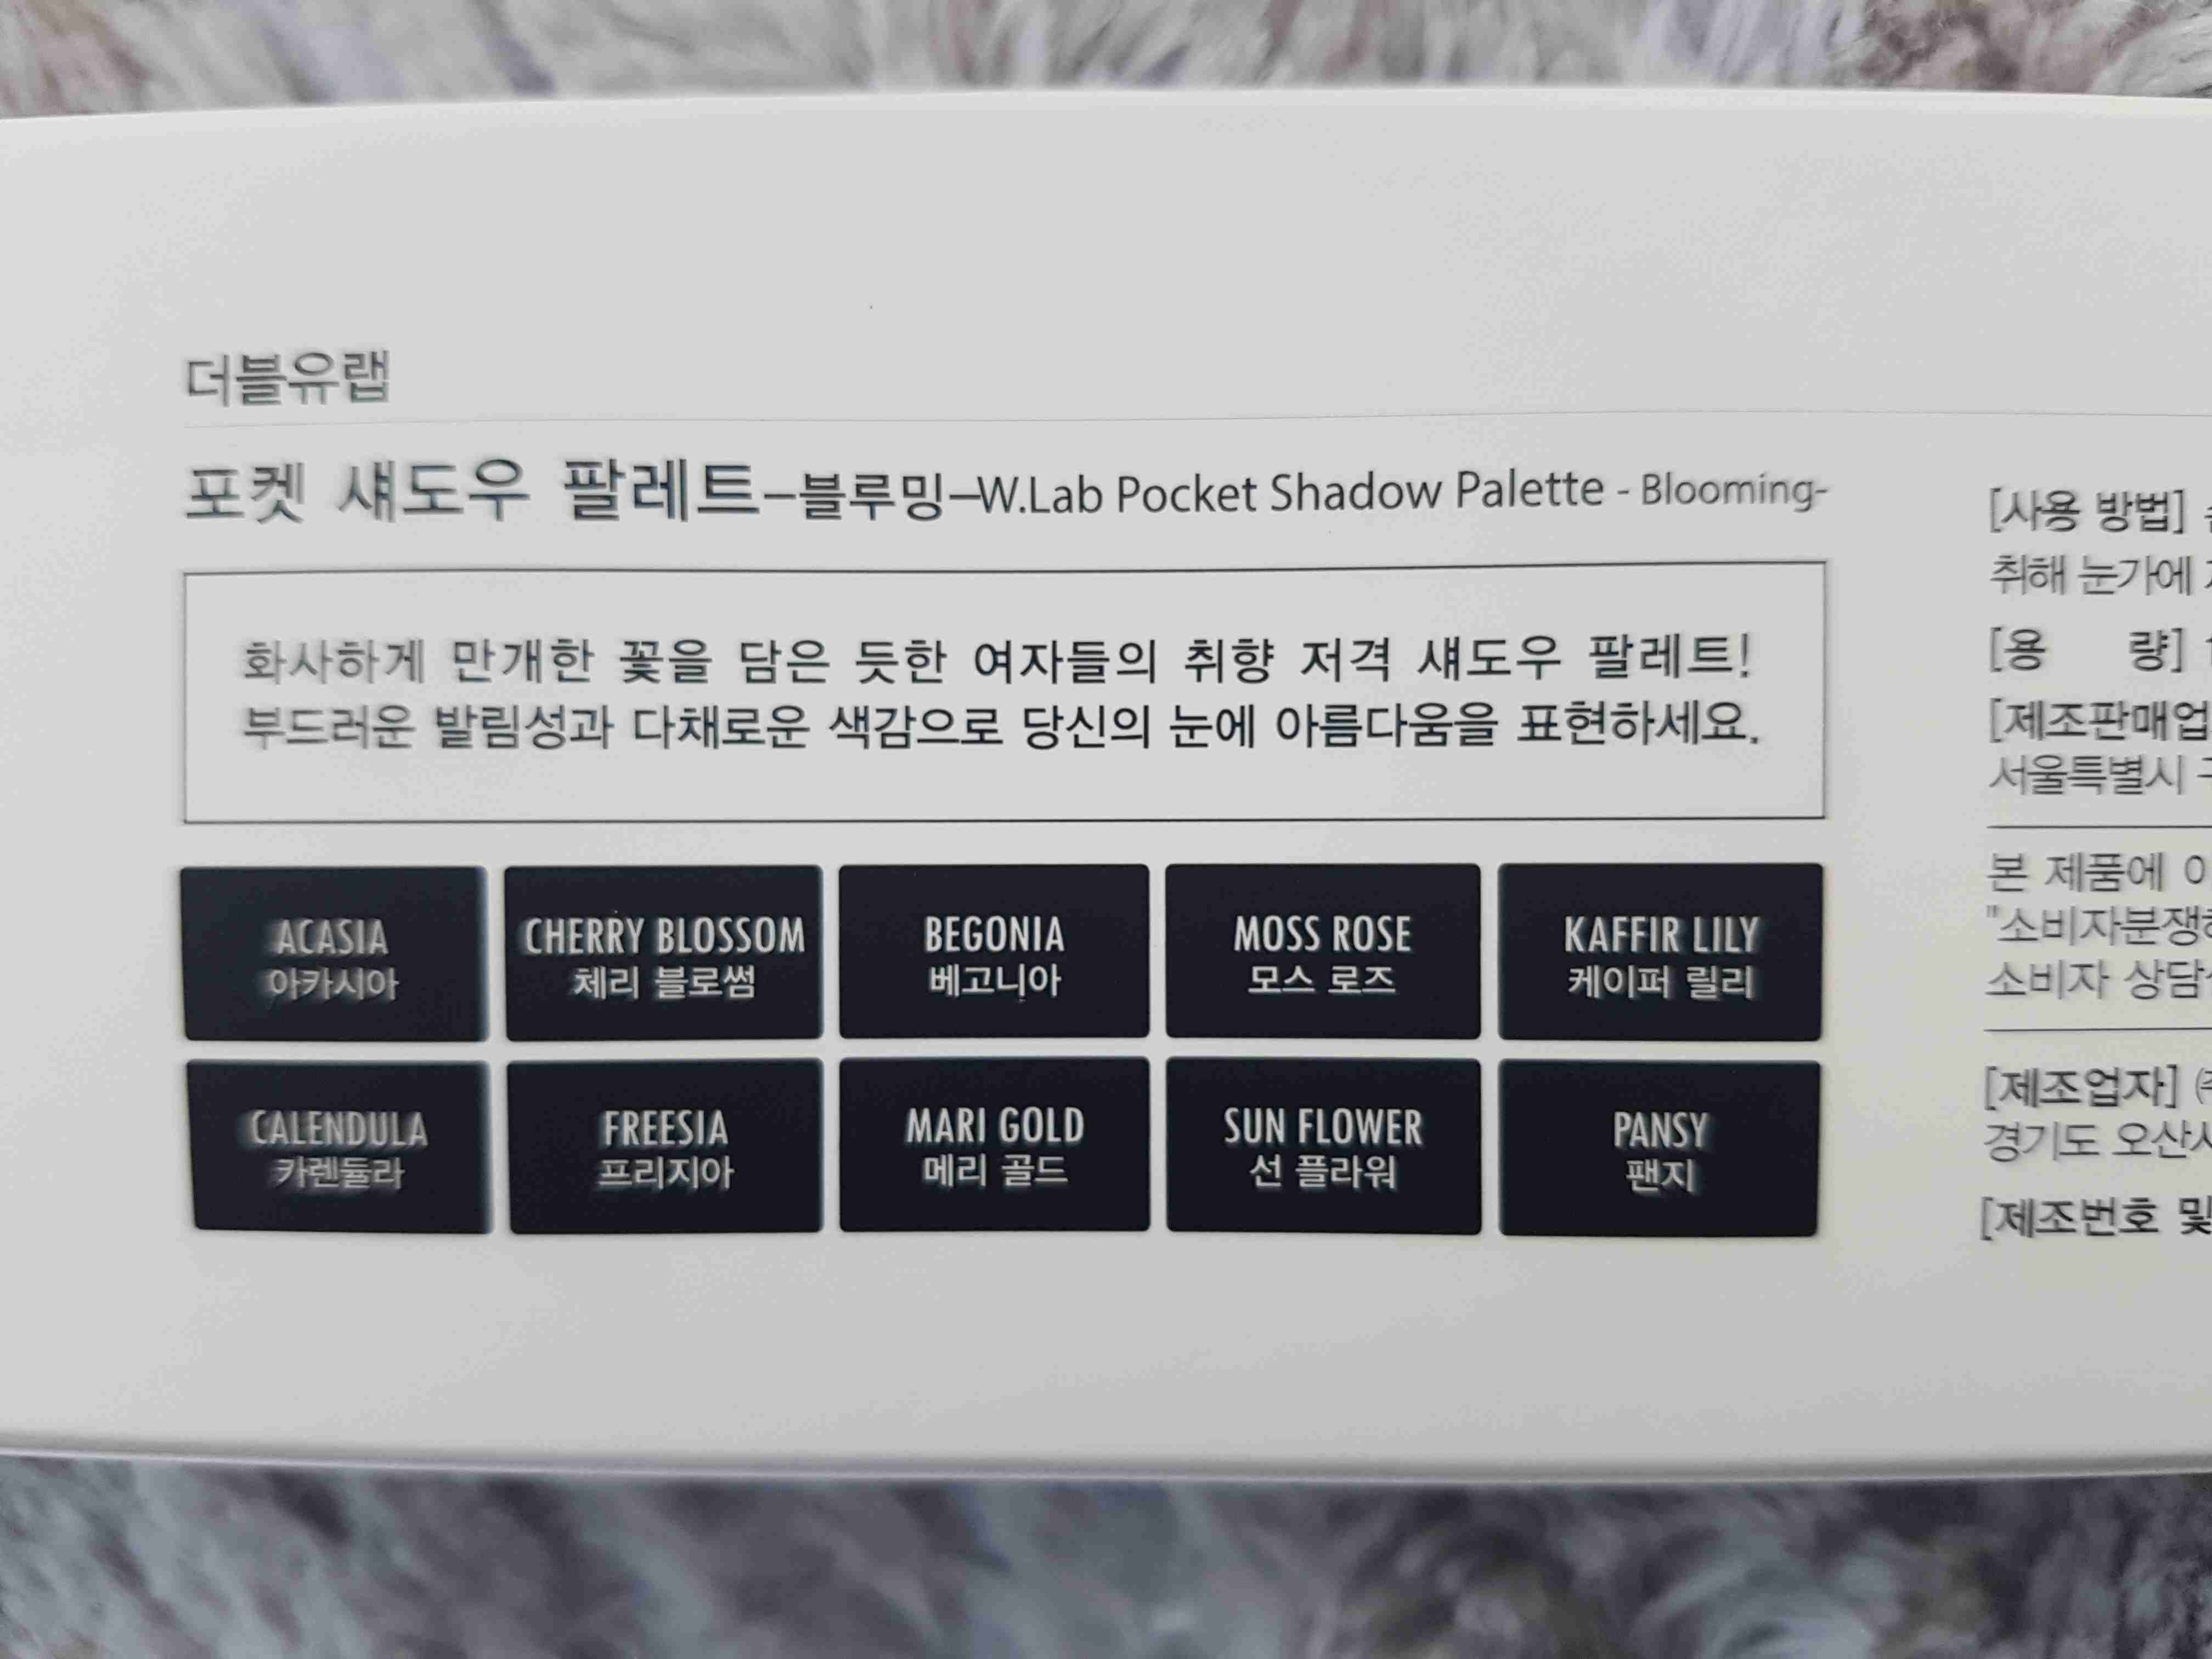 더블유랩
포켓 섀도우 팔레트–블루밍–W.Lab Pocket Shadow Palette - Blooming-
화사하게 만개한 꽃을 담은 듯한 여자들의 취향 저격 섀도우 팔레트!
부드러운 발림성과 다채로운 색감으로 당신의 눈에 아름다움을 표현하세요.
ACASIA
아카시아
CHERRY BLOSSOM
체리 블로썸
BEGONIA
베고니아
MOSS ROSE
모스 로즈
KAFFIR LILY
케이퍼 릴리
CALENDULA
카렌듈라
FREESIA
프리지아
MARI GOLD
메리 골드
SUN FLOWER
선 플라워
PANSY
팬지
[사용 방법]
취해 눈가에
[용 량]
[제조판매업
서울특별시
본 제품에
"소비자분쟁
소비자 상담
[제조업자]
경기도 오산시
[제조번호 및